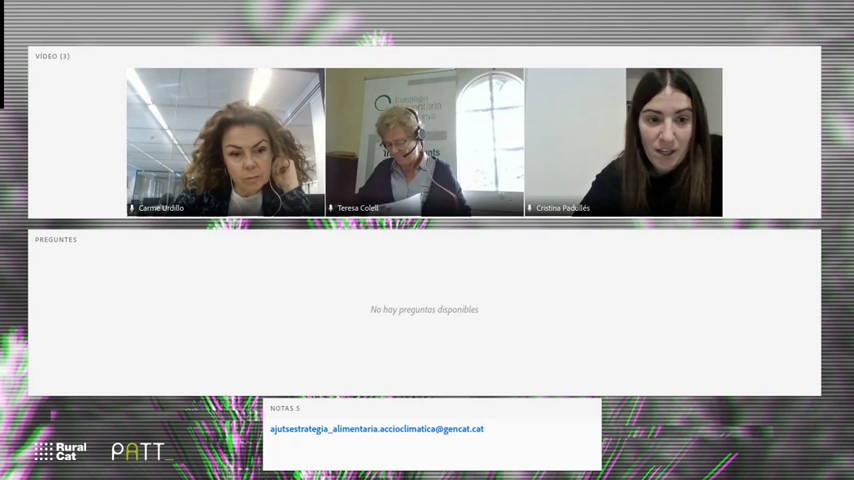 VÍDEO (3)
Carme Urdillo
Teresa Colell
Cristina Padullés
PREGUNTES
No hay preguntas disponibles
NOTAS 5
ajutsestrategia_alimentaria.accioclimatica@gencat.cat
Rural
Cat
PATT_